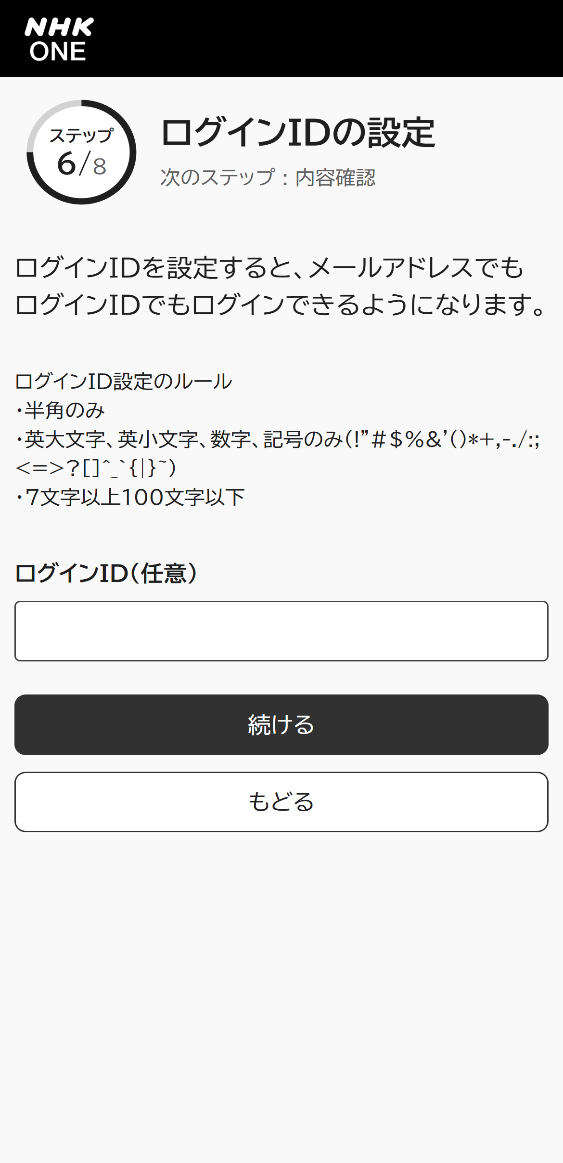 NHK
ONE
ステップ
6/8
ログインIDの設定
次のステップ：内容確認
ログインIDを設定すると、メールアドレスでも
ログインIDでもログインできるようになります。
ログインID設定のルール
・半角のみ
・英大文字、英小文字、数字、記号のみ(!”#$%&’()*+,-./:;
<=>?[]^_`{|}~)
・7文字以上100文字以下
ログインID(任意)
続ける
もどる